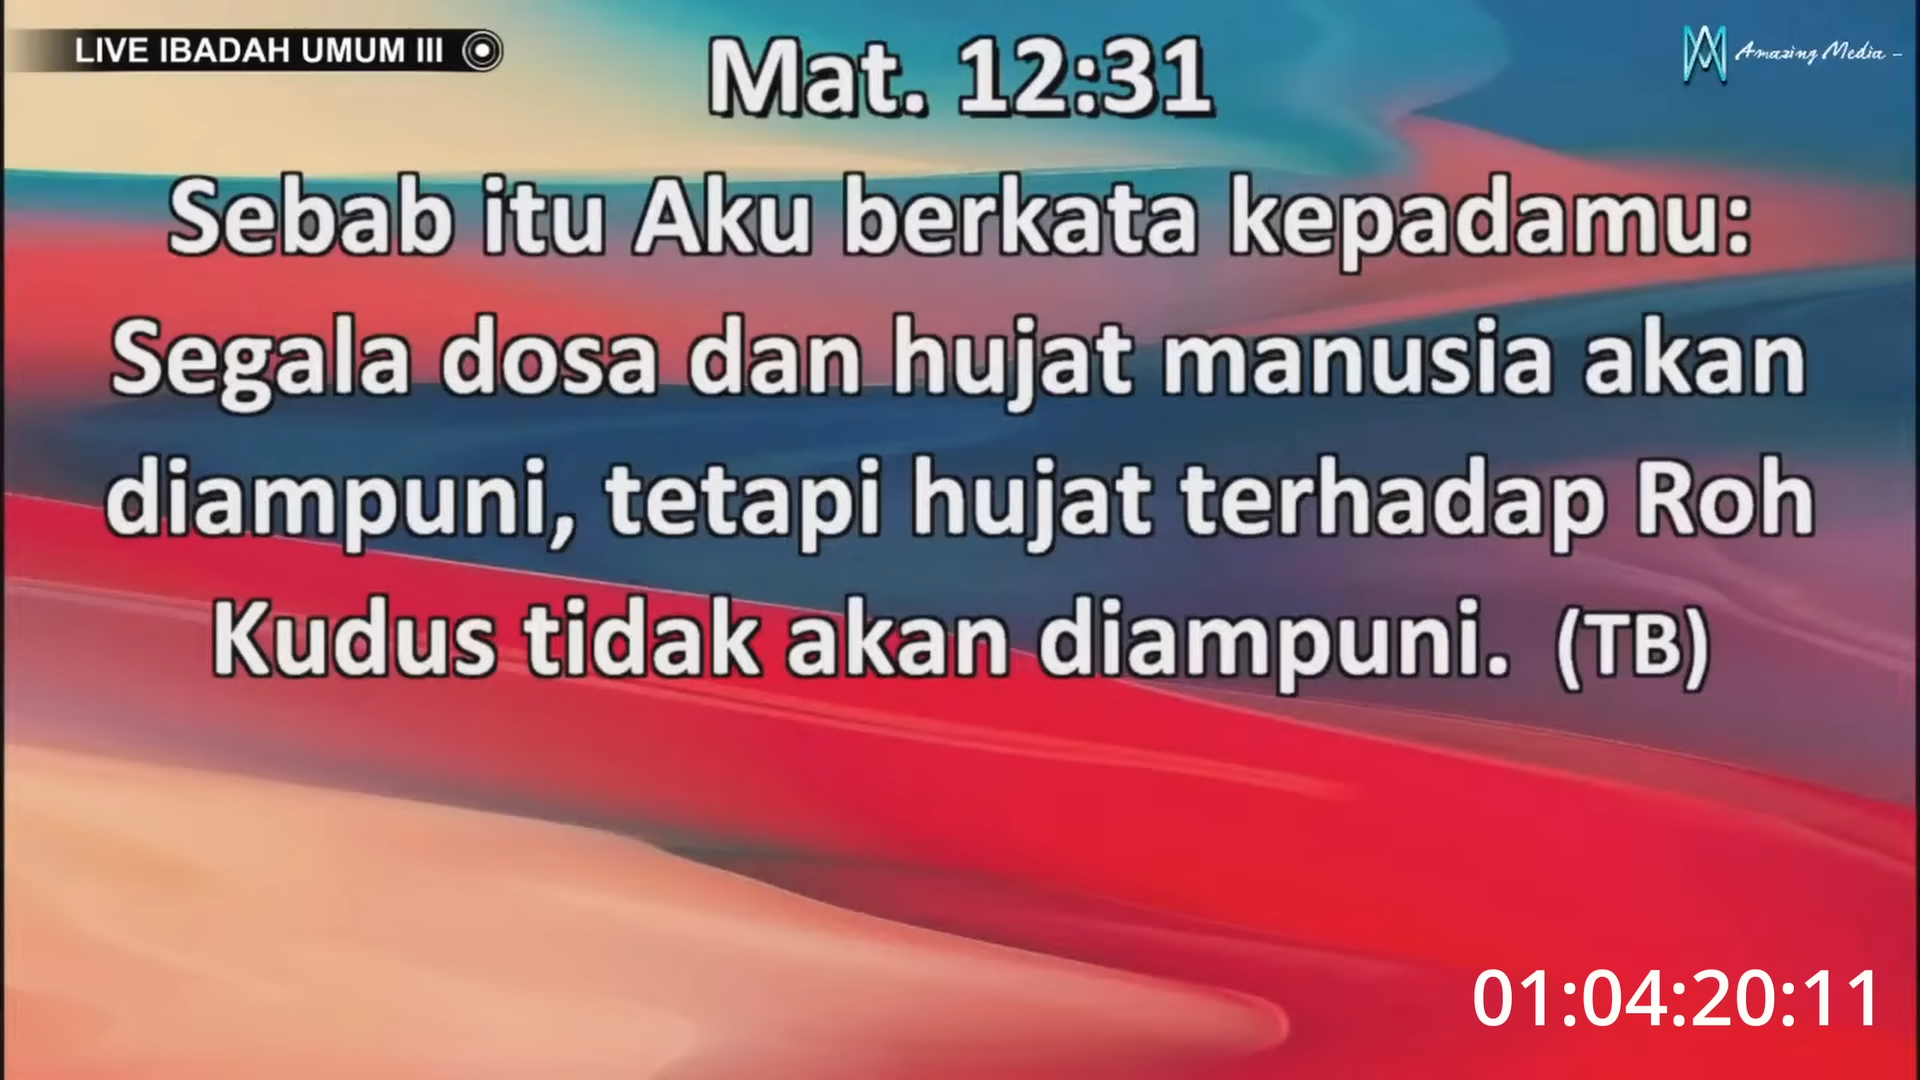 LIVE IBADAH UMUM III
Amazing Media -
Mat. 12:31
Sebab itu Aku berkata kepadamu:
Segala dosa dan hujat manusia akan
diampuni, tetapi hujat terhadap Roh
Kudus tidak akan diampuni. (TB)
01:04:20:11